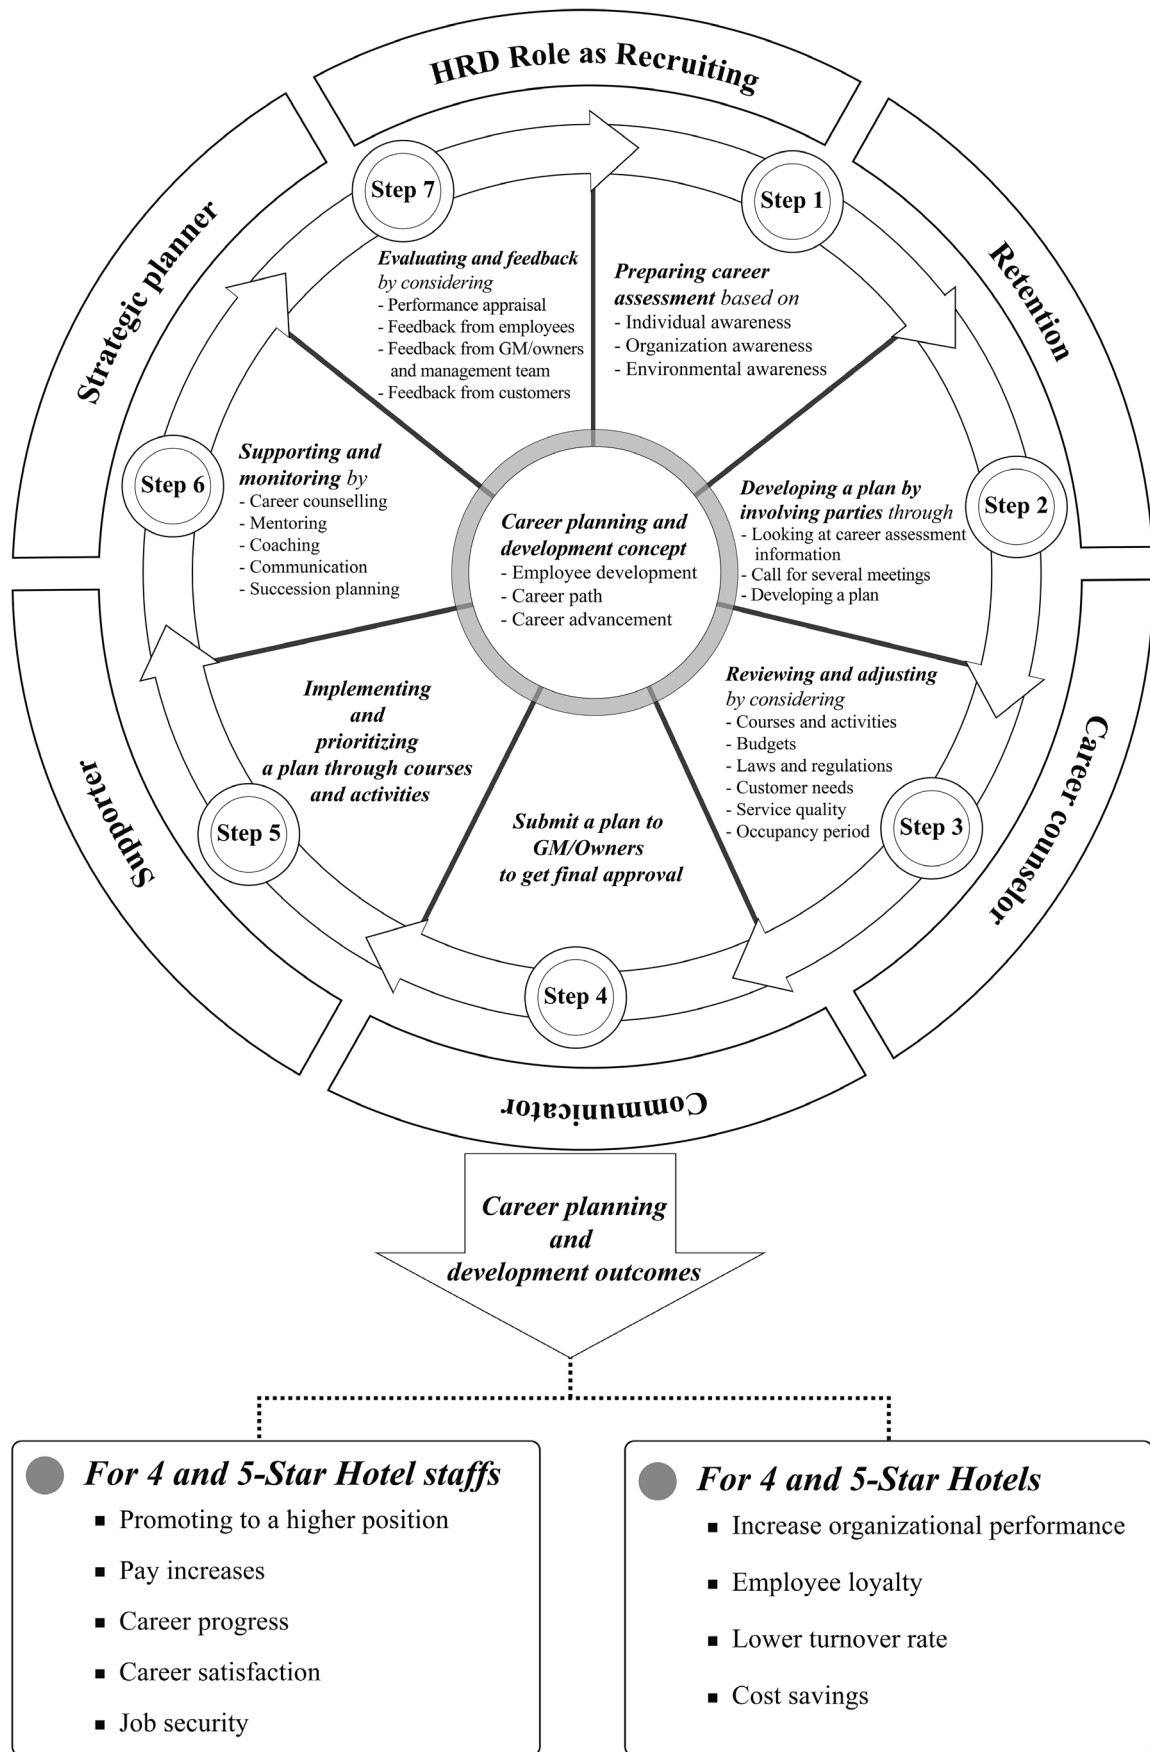 HRD Role as Recruiting
Retention
Career counselor
Communicator
Supporter
Strategic planner
Step 1
Preparing career
assessment based on
- Individual awareness
- Organization awareness
- Environmental awareness
Step 2
Developing a plan by
involving parties through
- Looking at career assessment
information
- Call for several meetings
- Developing a plan
Step 3
Reviewing and adjusting
by considering
- Courses and activities
- Budgets
- Laws and regulations
- Customer needs
- Service quality
- Occupancy period
Step 4
Submit a plan to
GM/Owners
to get final approval
Step 5
Implementing
and
prioritizing
a plan through courses
and activities
Step 6
Supporting and
monitoring by
- Career counselling
- Mentoring
- Coaching
- Communication
- Succession planning
Step 7
Evaluating and feedback
by considering
- Performance appraisal
- Feedback from employees
- Feedback from GM/owners
and management team
- Feedback from customers
Career planning and
development concept
- Employee development
- Career path
- Career advancement
Career planning
and
development outcomes
For 4 and 5-Star Hotel staffs
▪ Promoting to a higher position
▪ Pay increases
▪ Career progress
▪ Career satisfaction
▪ Job security
For 4 and 5-Star Hotels
▪ Increase organizational performance
▪ Employee loyalty
▪ Lower turnover rate
▪ Cost savings